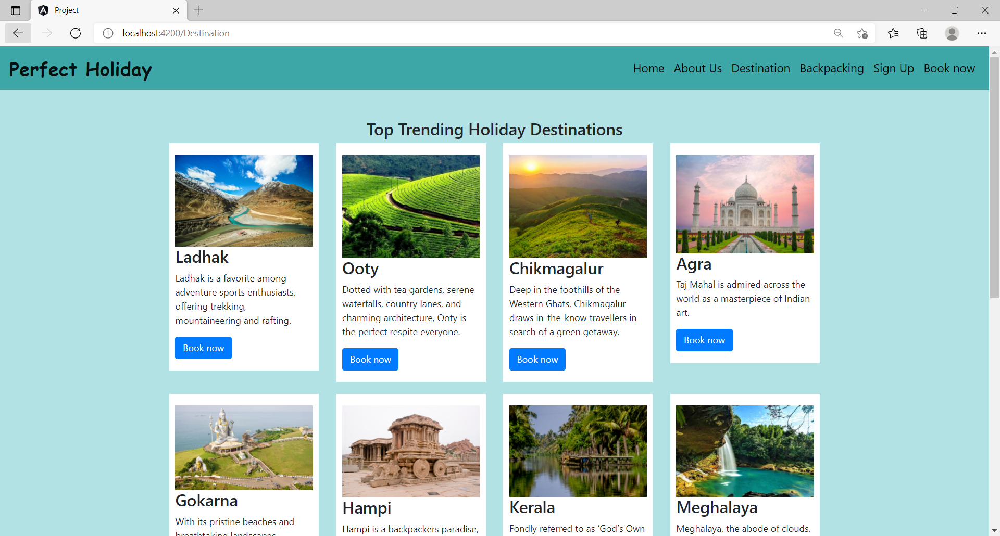 Project
localhost:4200/Destination
Perfect Holiday
Home About Us Destination Backpacking Sign Up Book now
Top Trending Holiday Destinations
Ladhak
Ladhak is a favorite among
adventure sports enthusiasts,
offering trekking,
mountaineering and rafting.
Book now
Ooty
Dotted with tea gardens, serene
waterfalls, country lanes, and
charming architecture, Ooty is
the perfect respite everyone.
Book now
Chikmagalur
Deep in the foothills of the
Western Ghats, Chikmagalur
draws in-the-know travellers in
search of a green getaway.
Book now
Agra
Taj Mahal is admired across the
world as a masterpiece of Indian
art.
Book now
Gokarna
With its pristine beaches and
breathtaking landscapes
Hampi
Hampi is a backpackers paradise,
Kerala
Fondly referred to as ‘God’s Own
Meghalaya
Meghalaya, the abode of clouds,